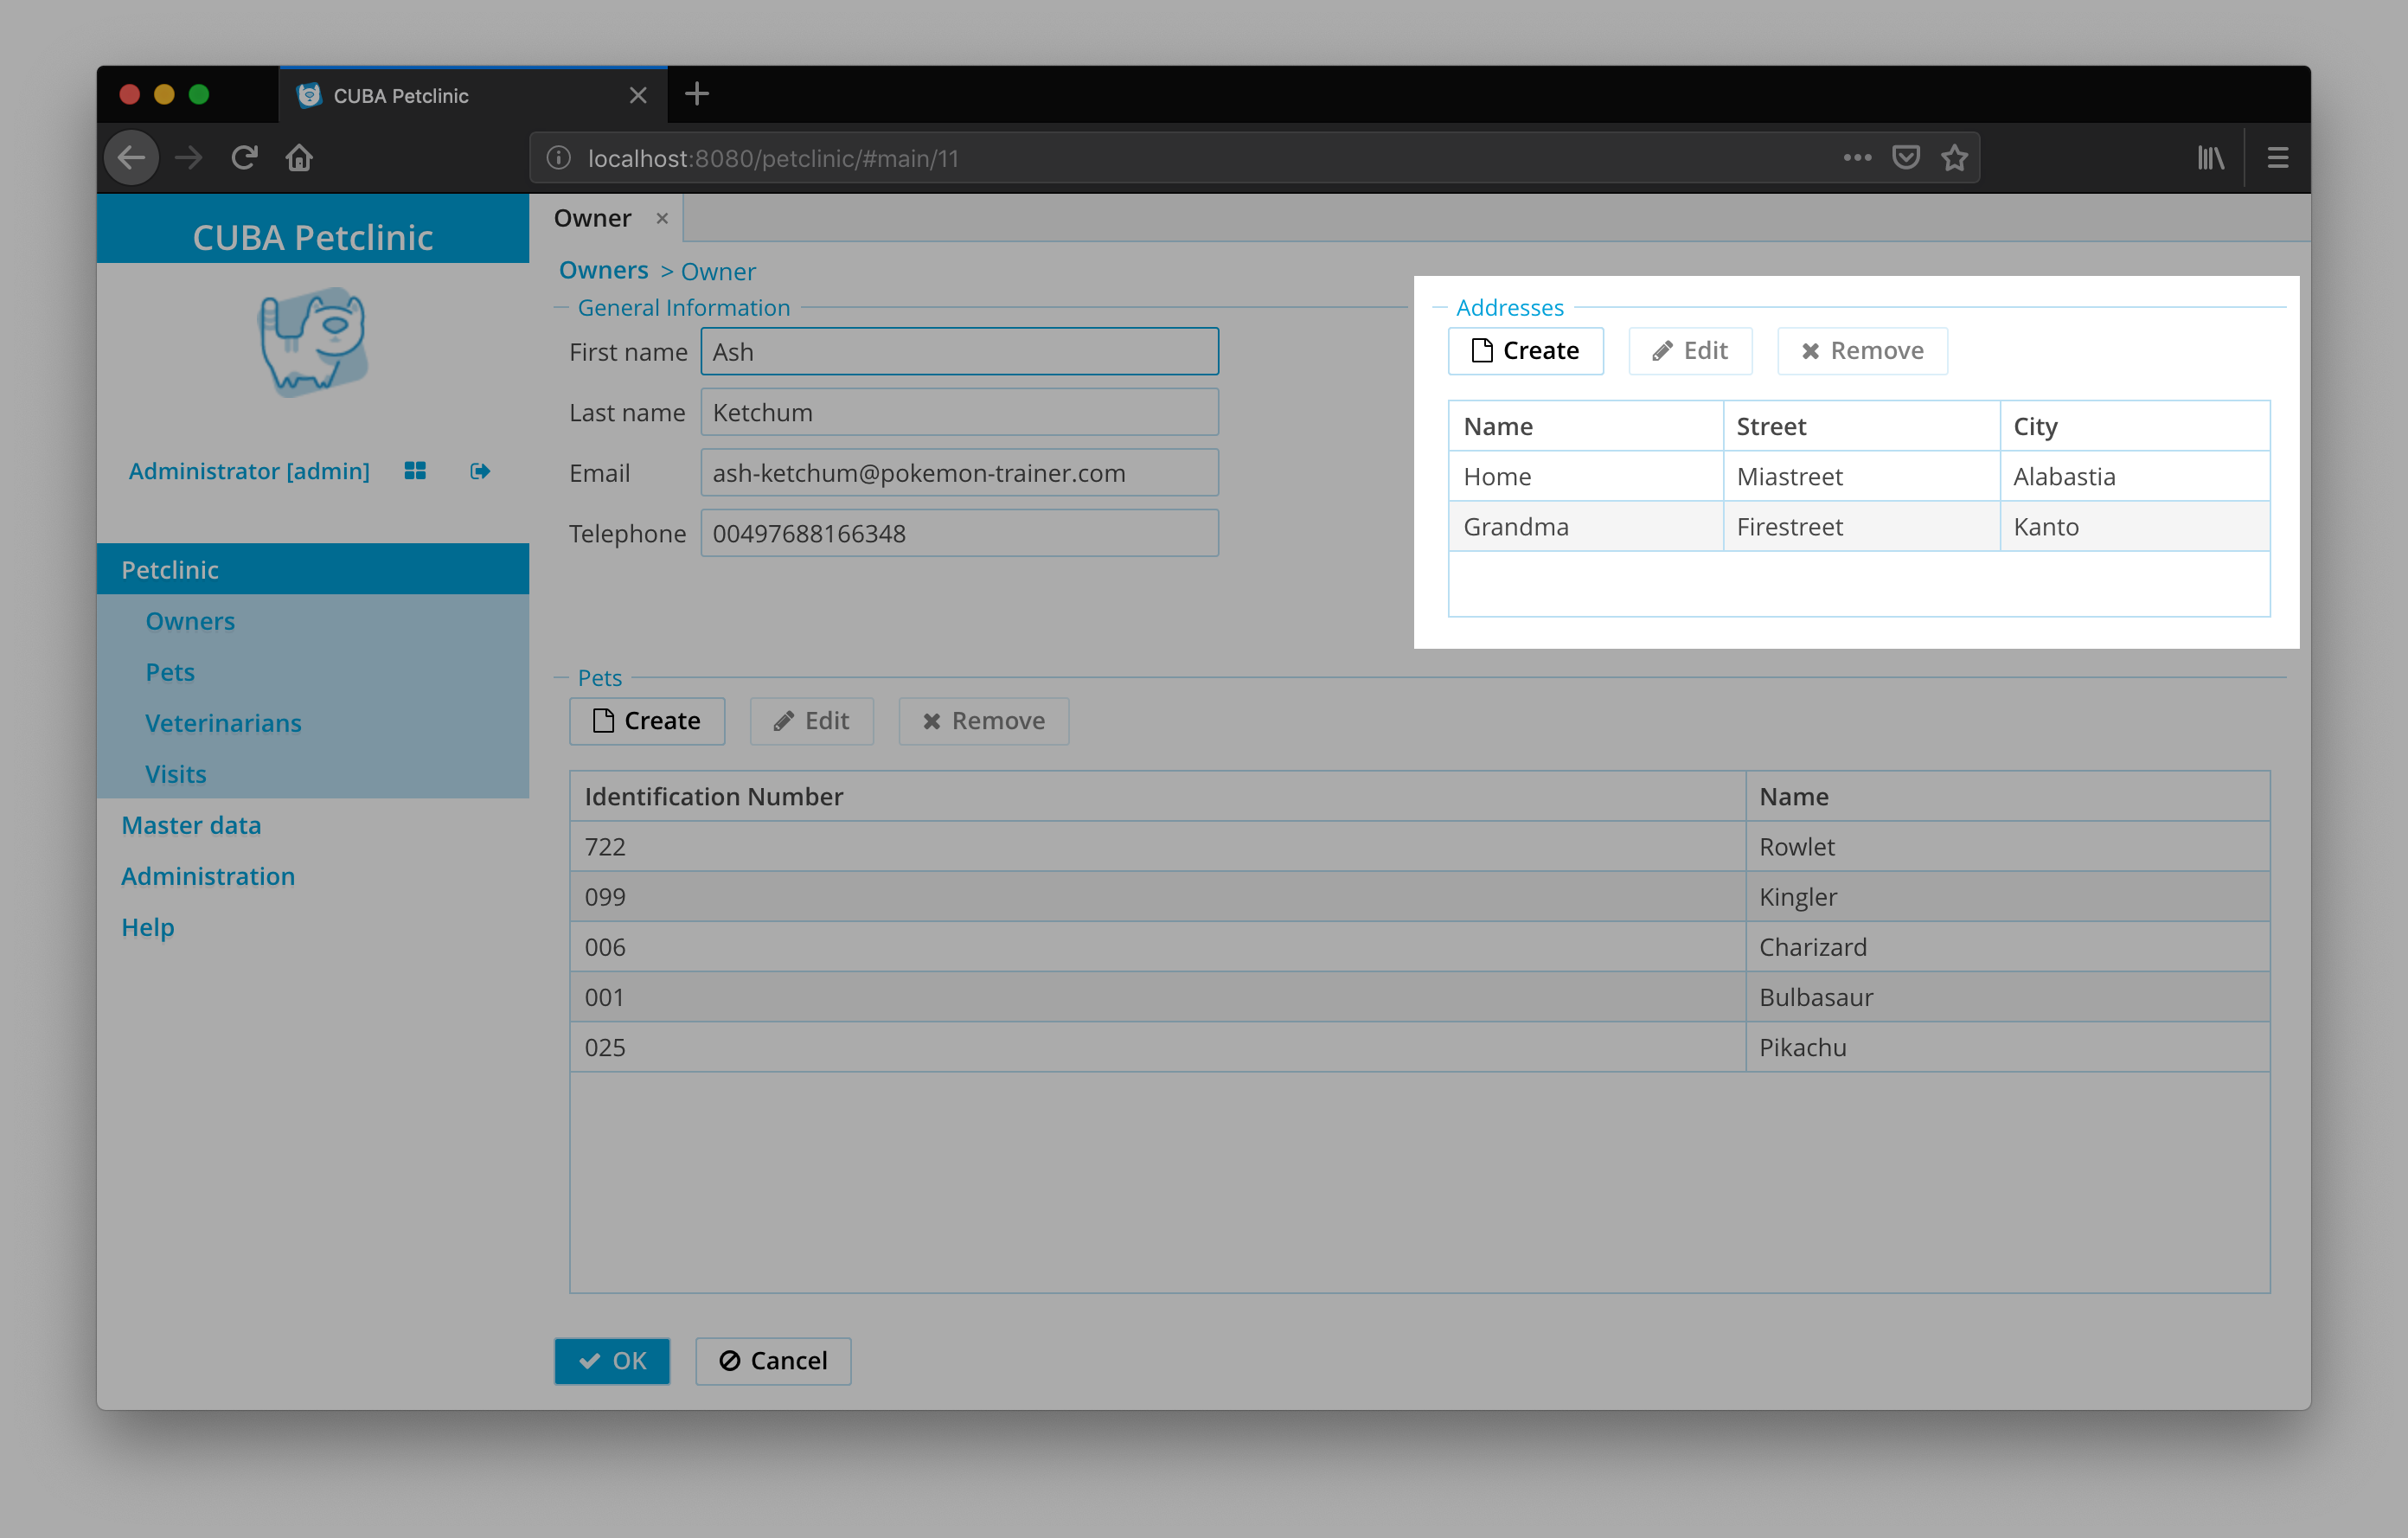 CUBA Petclinic
localhost:8080/petclinic/#main/11
CUBA Petclinic
Administrator [admin]
Petclinic
Owners
Pets
Veterinarians
Visits
Master data
Administration
Help
Owner
Owners > Owner
General Information
First name Ash
Last name Ketchum
Email ash-ketchum@pokemon-trainer.com
Telephone 00497688166348
Addresses
Create Edit Remove
Name Street City
Home Miastreet Alabastia
Grandma Firestreet Kanto
Pets
Create Edit Remove
Identification Number Name
722 Rowlet
099 Kingler
006 Charizard
001 Bulbasaur
025 Pikachu
OK Cancel